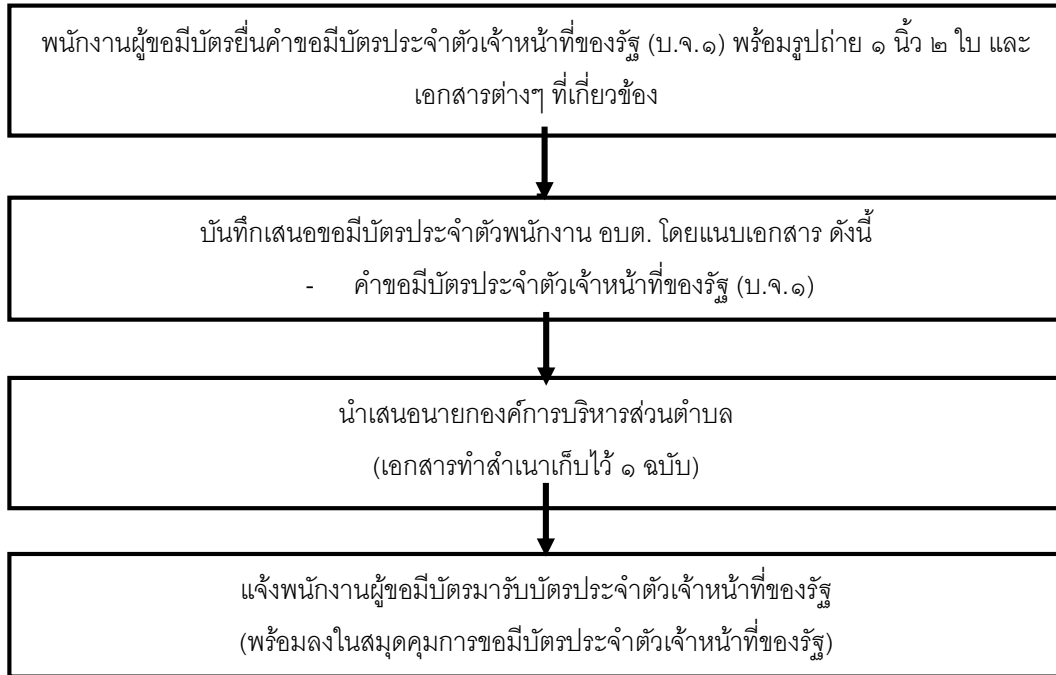 พนักงานผู้ขอมีบัตรยื่นคำขอมีบัตรประจำตัวเจ้าหน้าที่ของรัฐ (บ.จ.๑) พร้อมรูปถ่าย ๑ นิ้ว ๒ ใบ และ
เอกสารต่างๆ ที่เกี่ยวข้อง
บันทึกเสนอขอมีบัตรประจำตัวพนักงาน อบต. โดยแนบเอกสาร ดังนี้
- คำขอมีบัตรประจำตัวเจ้าหน้าที่ของรัฐ (บ.จ.๑)
นำเสนอนายกองค์การบริหารส่วนตำบล
(เอกสารทำสำเนาเก็บไว้ ๑ ฉบับ)
แจ้งพนักงานผู้ขอมีบัตรมารับบัตรประจำตัวเจ้าหน้าที่ของรัฐ
(พร้อมลงในสมุดคุมการขอมีบัตรประจำตัวเจ้าหน้าที่ของรัฐ)